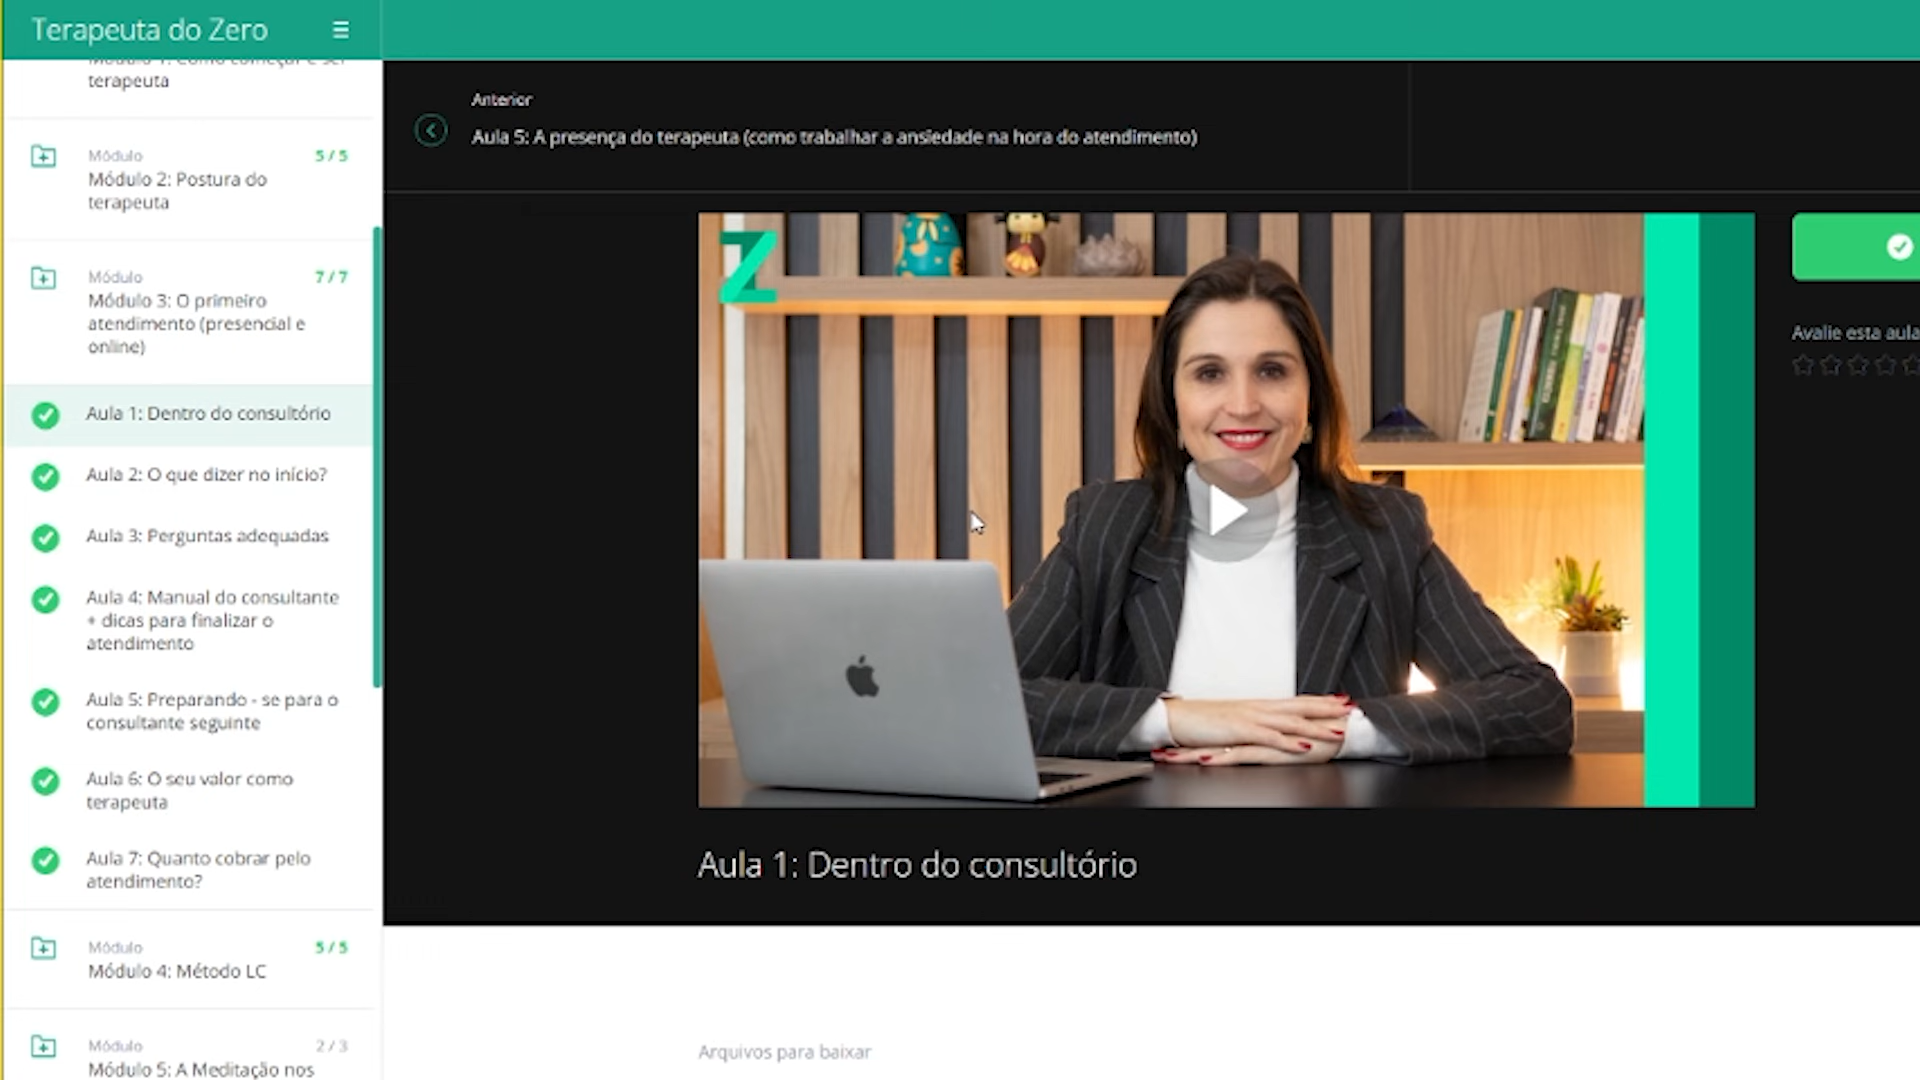 Terapeuta do Zero
Módulo 1: Como começar e ser
terapeuta
Módulo 5 / 5
Módulo 2: Postura do
terapeuta
Módulo 7 / 7
Módulo 3: O primeiro
atendimento (presencial e
online)
Aula 1: Dentro do consultório
Aula 2: O que dizer no início?
Aula 3: Perguntas adequadas
Aula 4: Manual do consultante
+ dicas para finalizar o
atendimento
Aula 5: Preparando - se para o
consultante seguinte
Aula 6: O seu valor como
terapeuta
Aula 7: Quanto cobrar pelo
atendimento?
Módulo 5 / 5
Módulo 4: Método LC
Módulo 2 / 3
Módulo 5: A Meditação nos
Anterior
Aula 5: A presença do terapeuta (como trabalhar a ansiedade na hora do atendimento)
Z
Avalie esta aula
Aula 1: Dentro do consultório
Arquivos para baixar